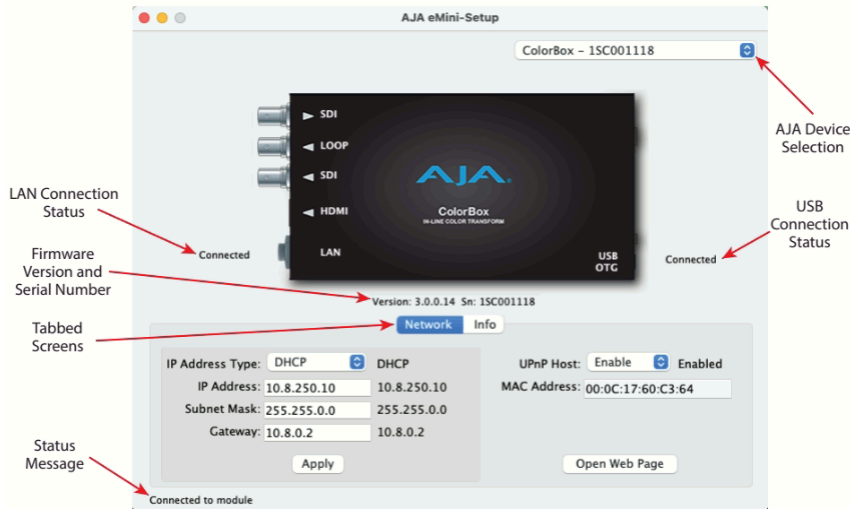 AJA eMini-Setup
ColorBox - 1SC001118
AJA Device
Selection
SDI
LOOP
SDI
HDMI
LAN
AJA
ColorBox
IN-LINE COLOR TRANSFORM
USB
OTG
LAN Connection
Status
Connected
USB
Connection
Status
Connected
Firmware
Version and
Serial Number
Version: 3.0.0.14 Sn: 1SC001118
Tabbed
Screens
Network
Info
IP Address Type: DHCP DHCP
IP Address: 10.8.250.10 10.8.250.10
Subnet Mask: 255.255.0.0 255.255.0.0
Gateway: 10.8.0.2 10.8.0.2
Apply
UPnP Host: Enable Enabled
MAC Address: 00:0C:17:60:C3:64
Open Web Page
Status
Message
Connected to module